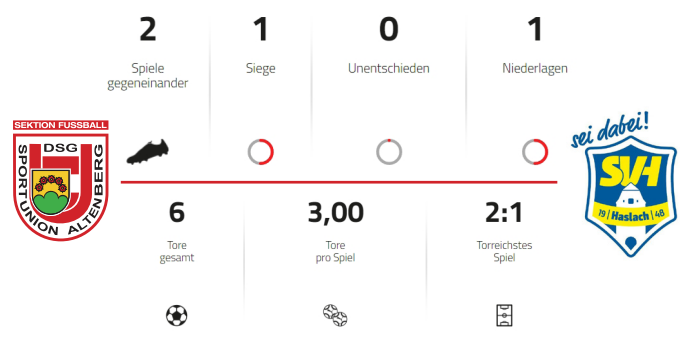 2
1
0
1
Spiele
gegeneinander
Siege
Unentschieden
Niederlagen
SEKTION FUSSBALL
DSG
SPORTUNION ALTENBERG
sei dabei!
SVH
19 | Haslach | 48
6
3,00
2:1
Tore
gesamt
Tore
pro Spiel
Torreichstes
Spiel